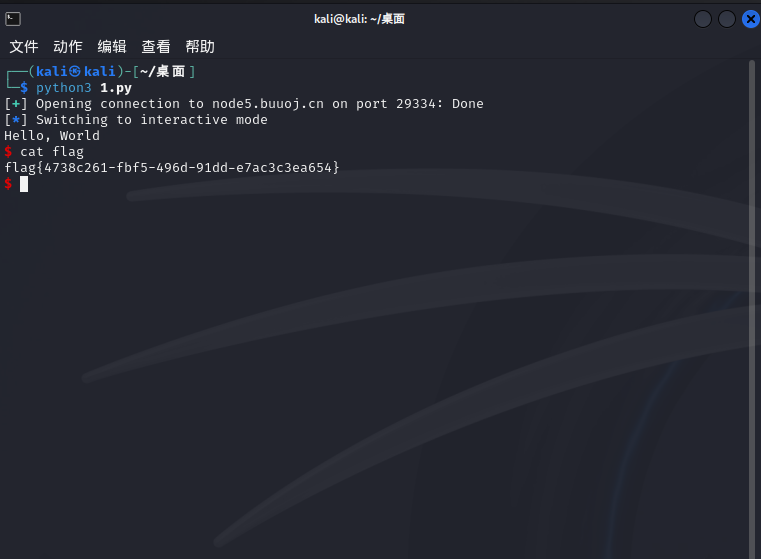 kali@kali: ~/桌面
文件 动作 编辑 查看 帮助
┌──(kali㉿kali)-[~/桌面]
└─$ python3 1.py
[+] Opening connection to node5.buuoj.cn on port 29334: Done
[*] Switching to interactive mode
Hello, World
$ cat flag
flag{4738c261-fbf5-496d-91dd-e7ac3c3ea654}
$